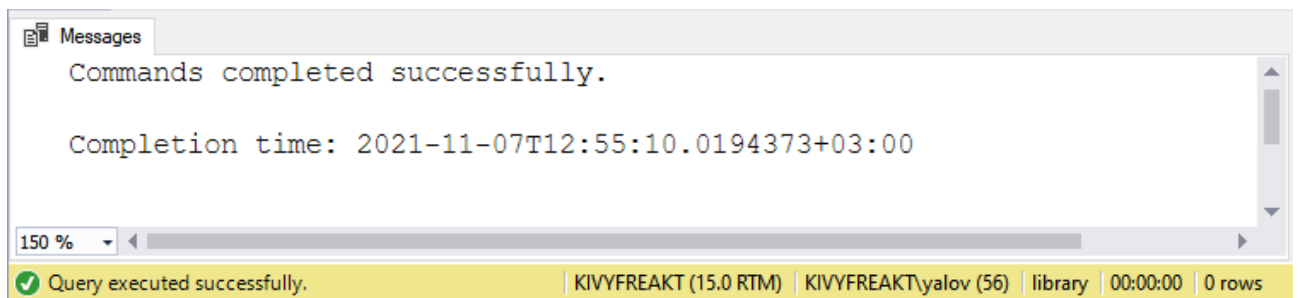 Messages
Commands completed successfully.
Completion time: 2021-11-07T12:55:10.0194373+03:00
150 %
Query executed successfully. KIVYFREAKT (15.0 RTM) KIVYFREAKT\yalov (56) library 00:00:00 0 rows